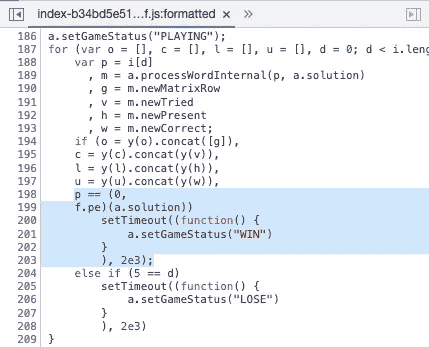 index-b34bd5e51...f.js:formatted × »
186 a.setGameStatus("PLAYING");
187 for (var o = [], c = [], l = [], u = [], d = 0; d < i.leng
188 var p = i[d]
189 , m = a.processWordInternal(p, a.solution)
190 , g = m.newMatrixRow
191 , v = m.newTried
192 , h = m.newPresent
193 , w = m.newCorrect;
194 if (o = y(o).concat([g]),
195 c = y(c).concat(y(v)),
196 l = y(l).concat(y(h)),
197 u = y(u).concat(y(w)),
198 p == (0,
199 f.pe)(a.solution))
200 setTimeout((function() {
201 a.setGameStatus("WIN")
202 }
203 ), 2e3);
204 else if (5 == d)
205 setTimeout((function() {
206 a.setGameStatus("LOSE")
207 }
208 ), 2e3)
209 }